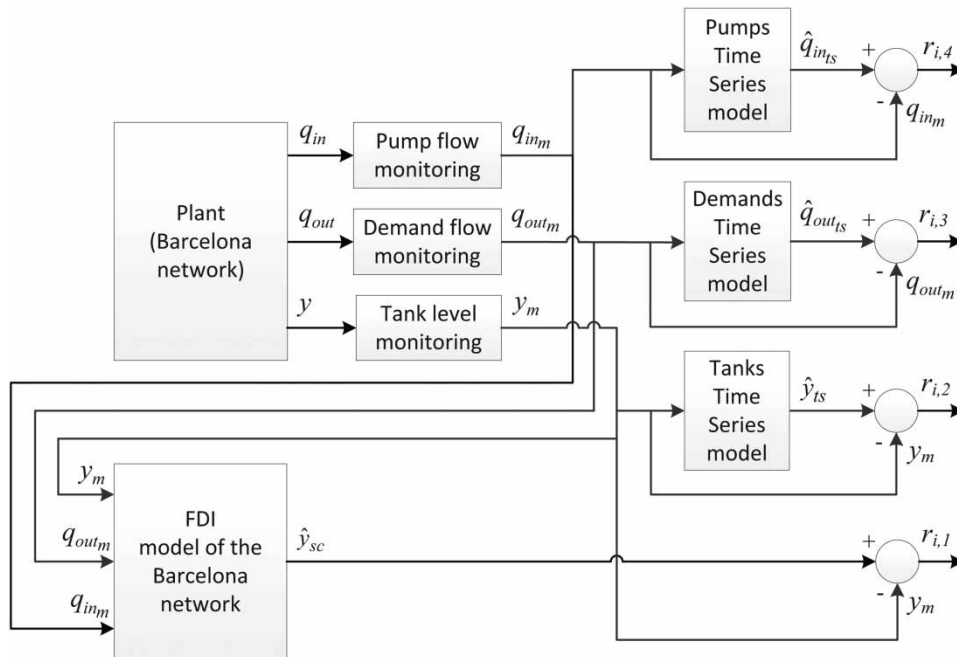 Pumps
Time
Series
model
q̂in_ts
+
r_i,4
-
q_in_m
Plant
(Barcelona
network)
q_in
Pump flow
monitoring
q_in_m
q_out
Demand flow
monitoring
q_out_m
y
Tank level
monitoring
y_m
Demands
Time
Series
model
q̂out_ts
+
r_i,3
-
q_out_m
Tanks
Time
Series
model
ŷ_ts
+
r_i,2
-
y_m
y_m
q_out_m
q_in_m
FDI
model of the
Barcelona
network
ŷ_sc
+
r_i,1
-
y_m